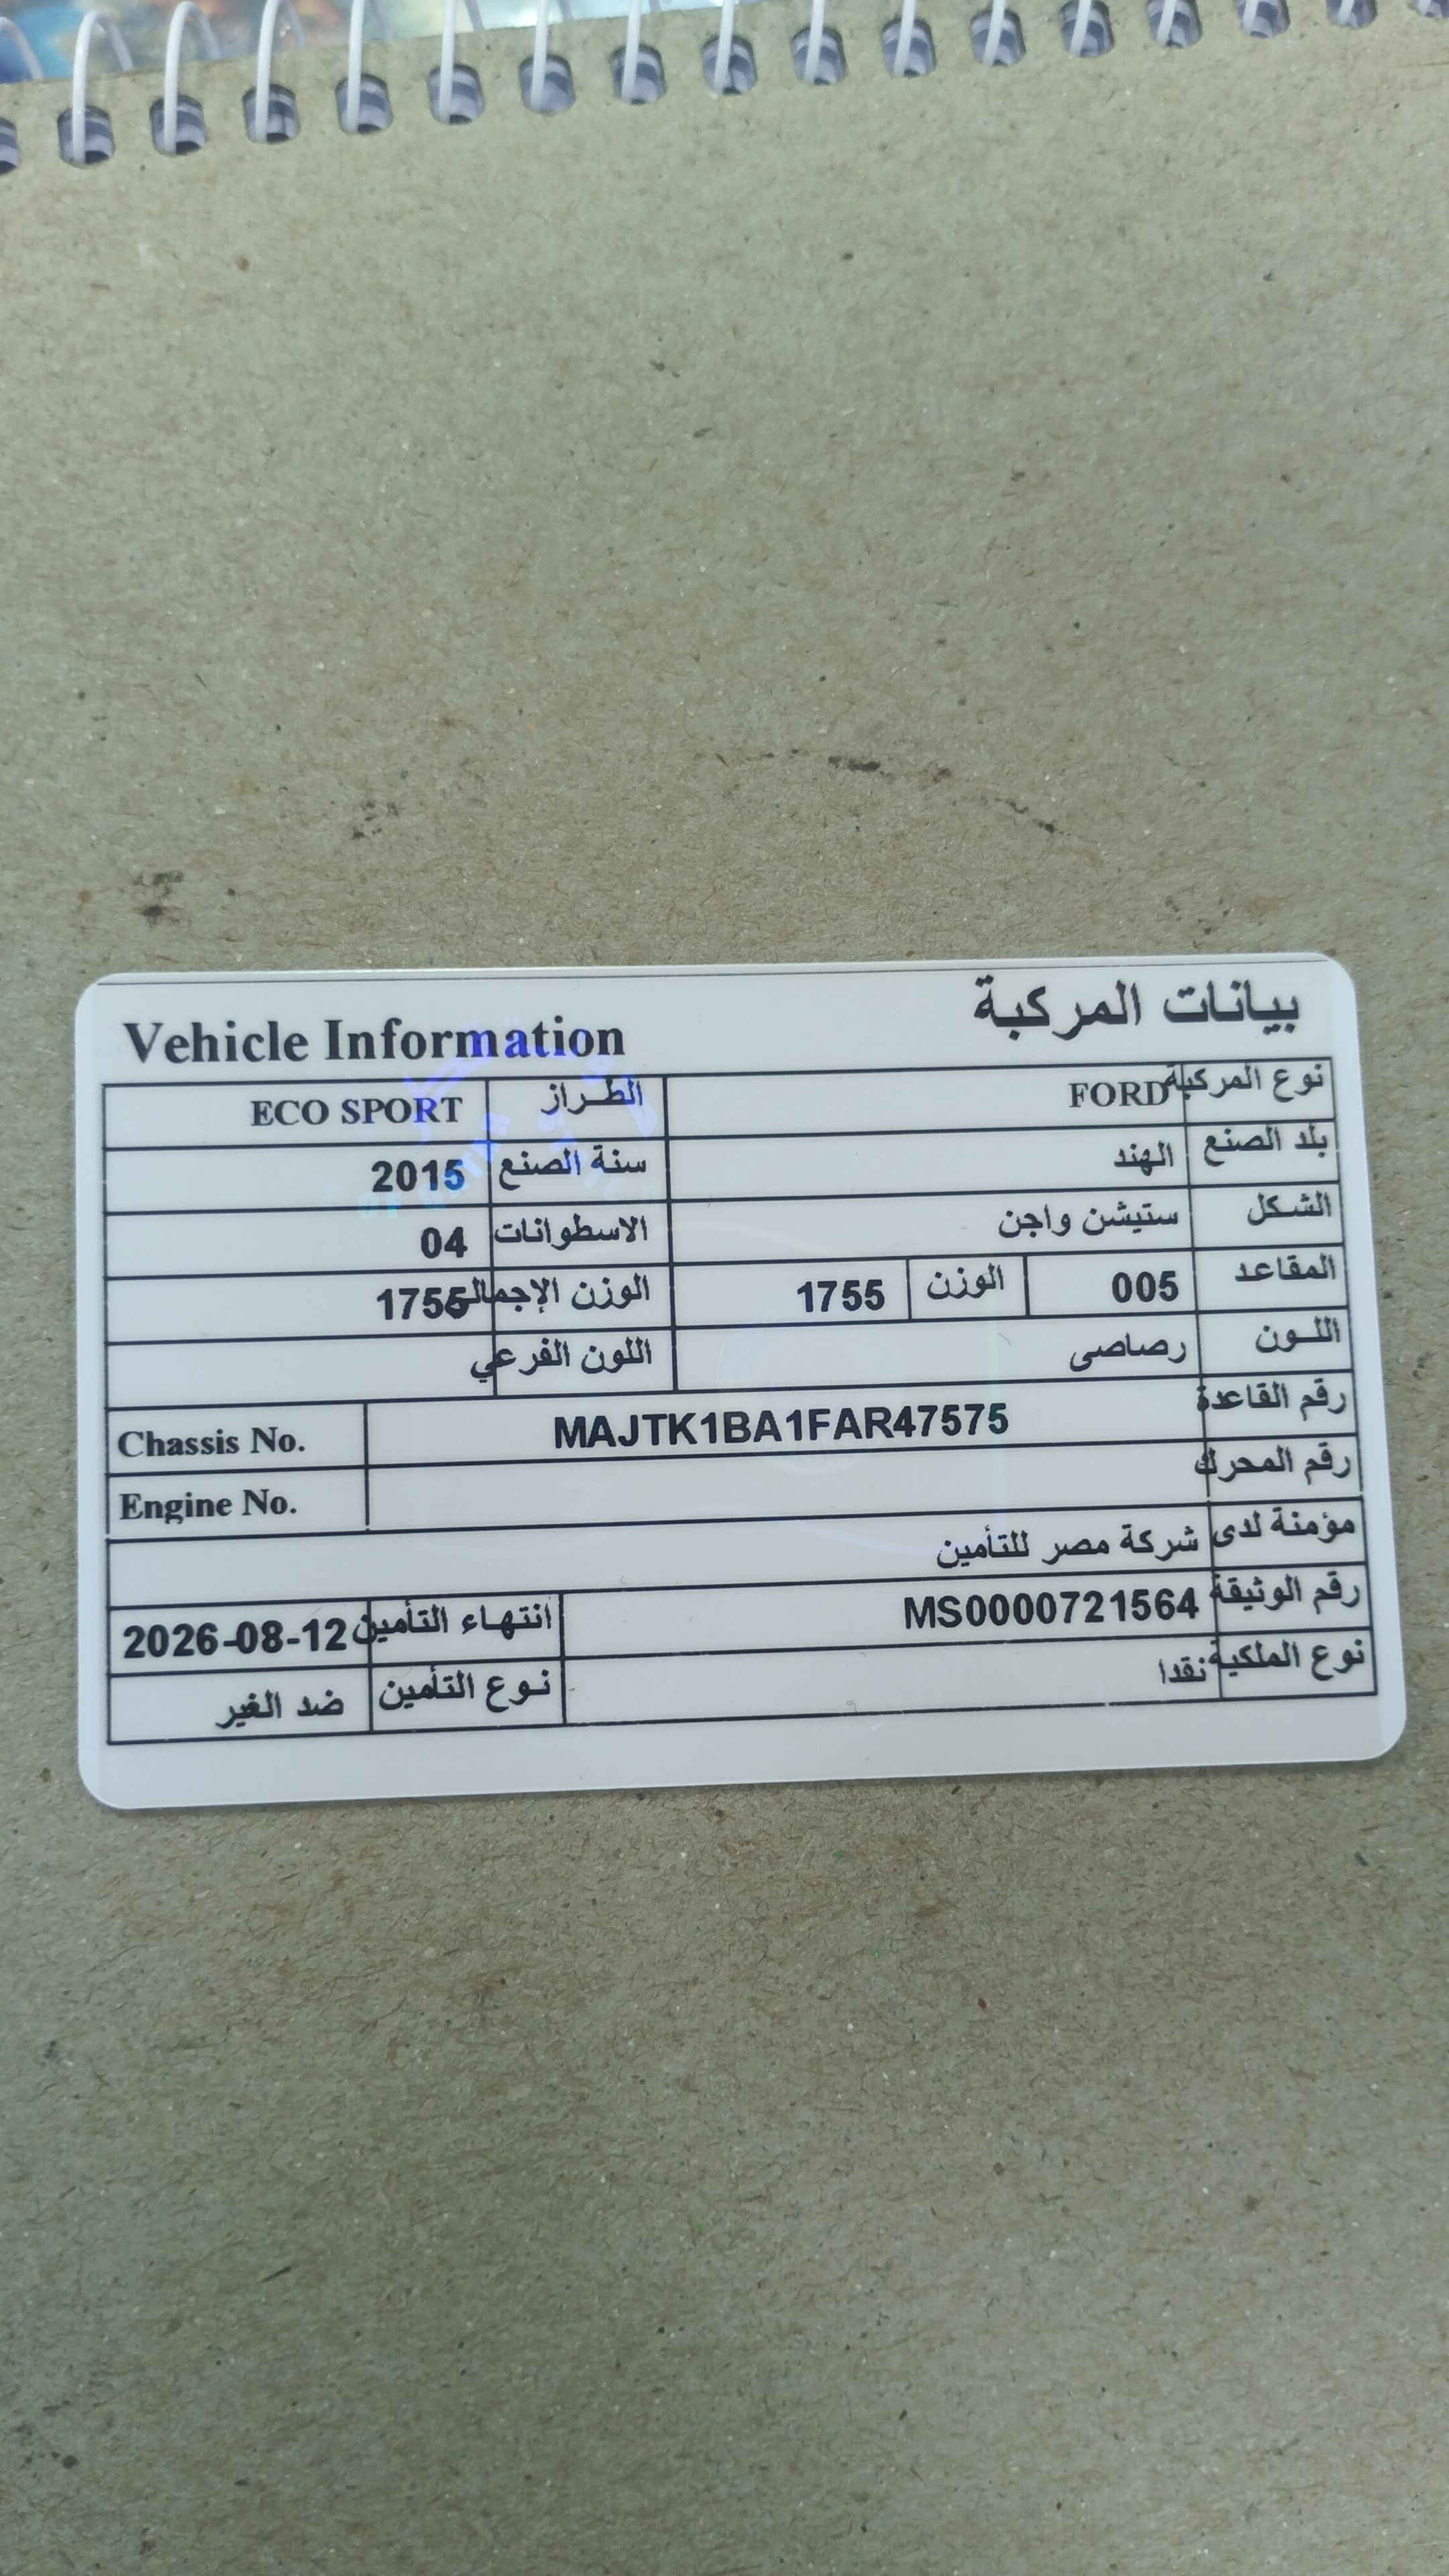 بيانات المركبة Vehicle Information
نوع المركبة FORD الطراز ECO SPORT
بلد الصنع الهند سنة الصنع 2015
الشكل ستيشن واجن الاسطوانات 04
المقاعد 005 الوزن 1755 الوزن الإجمالي 1755
اللون رصاصى اللون الفرعي
رقم القاعدة MAJTK1BA1FAR47575 Chassis No.
رقم المحرك Engine No.
مؤمنة لدى شركة مصر للتأمين
رقم الوثيقة MS0000721564 انتهاء التأمين 2026-08-12
نوع الملكية نقدا نوع التأمين ضد الغير